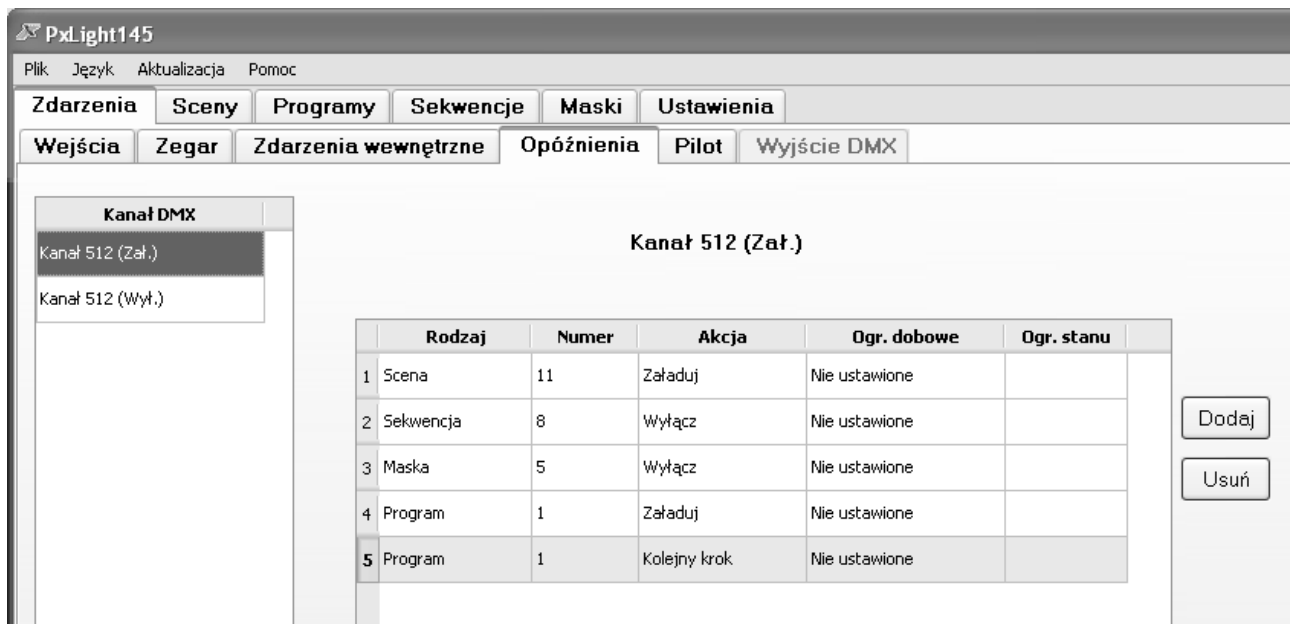 PxLight145
Plik Język Aktualizacja Pomoc
Zdarzenia Sceny Programy Sekwencje Maski Ustawienia
Wejścia Zegar Zdarzenia wewnętrzne Opóźnienia Pilot Wyjście DMX
Kanał DMX
Kanał 512 (Zał.)
Kanał 512 (Wył.)
Kanał 512 (Zał.)
Rodzaj Numer Akcja Ogr. dobowe Ogr. stanu
1 Scena 11 Załaduj Nie ustawione
2 Sekwencja 8 Wyłącz Nie ustawione
3 Maska 5 Wyłącz Nie ustawione
4 Program 1 Załaduj Nie ustawione
5 Program 1 Kolejny krok Nie ustawione
Dodaj
Usuń